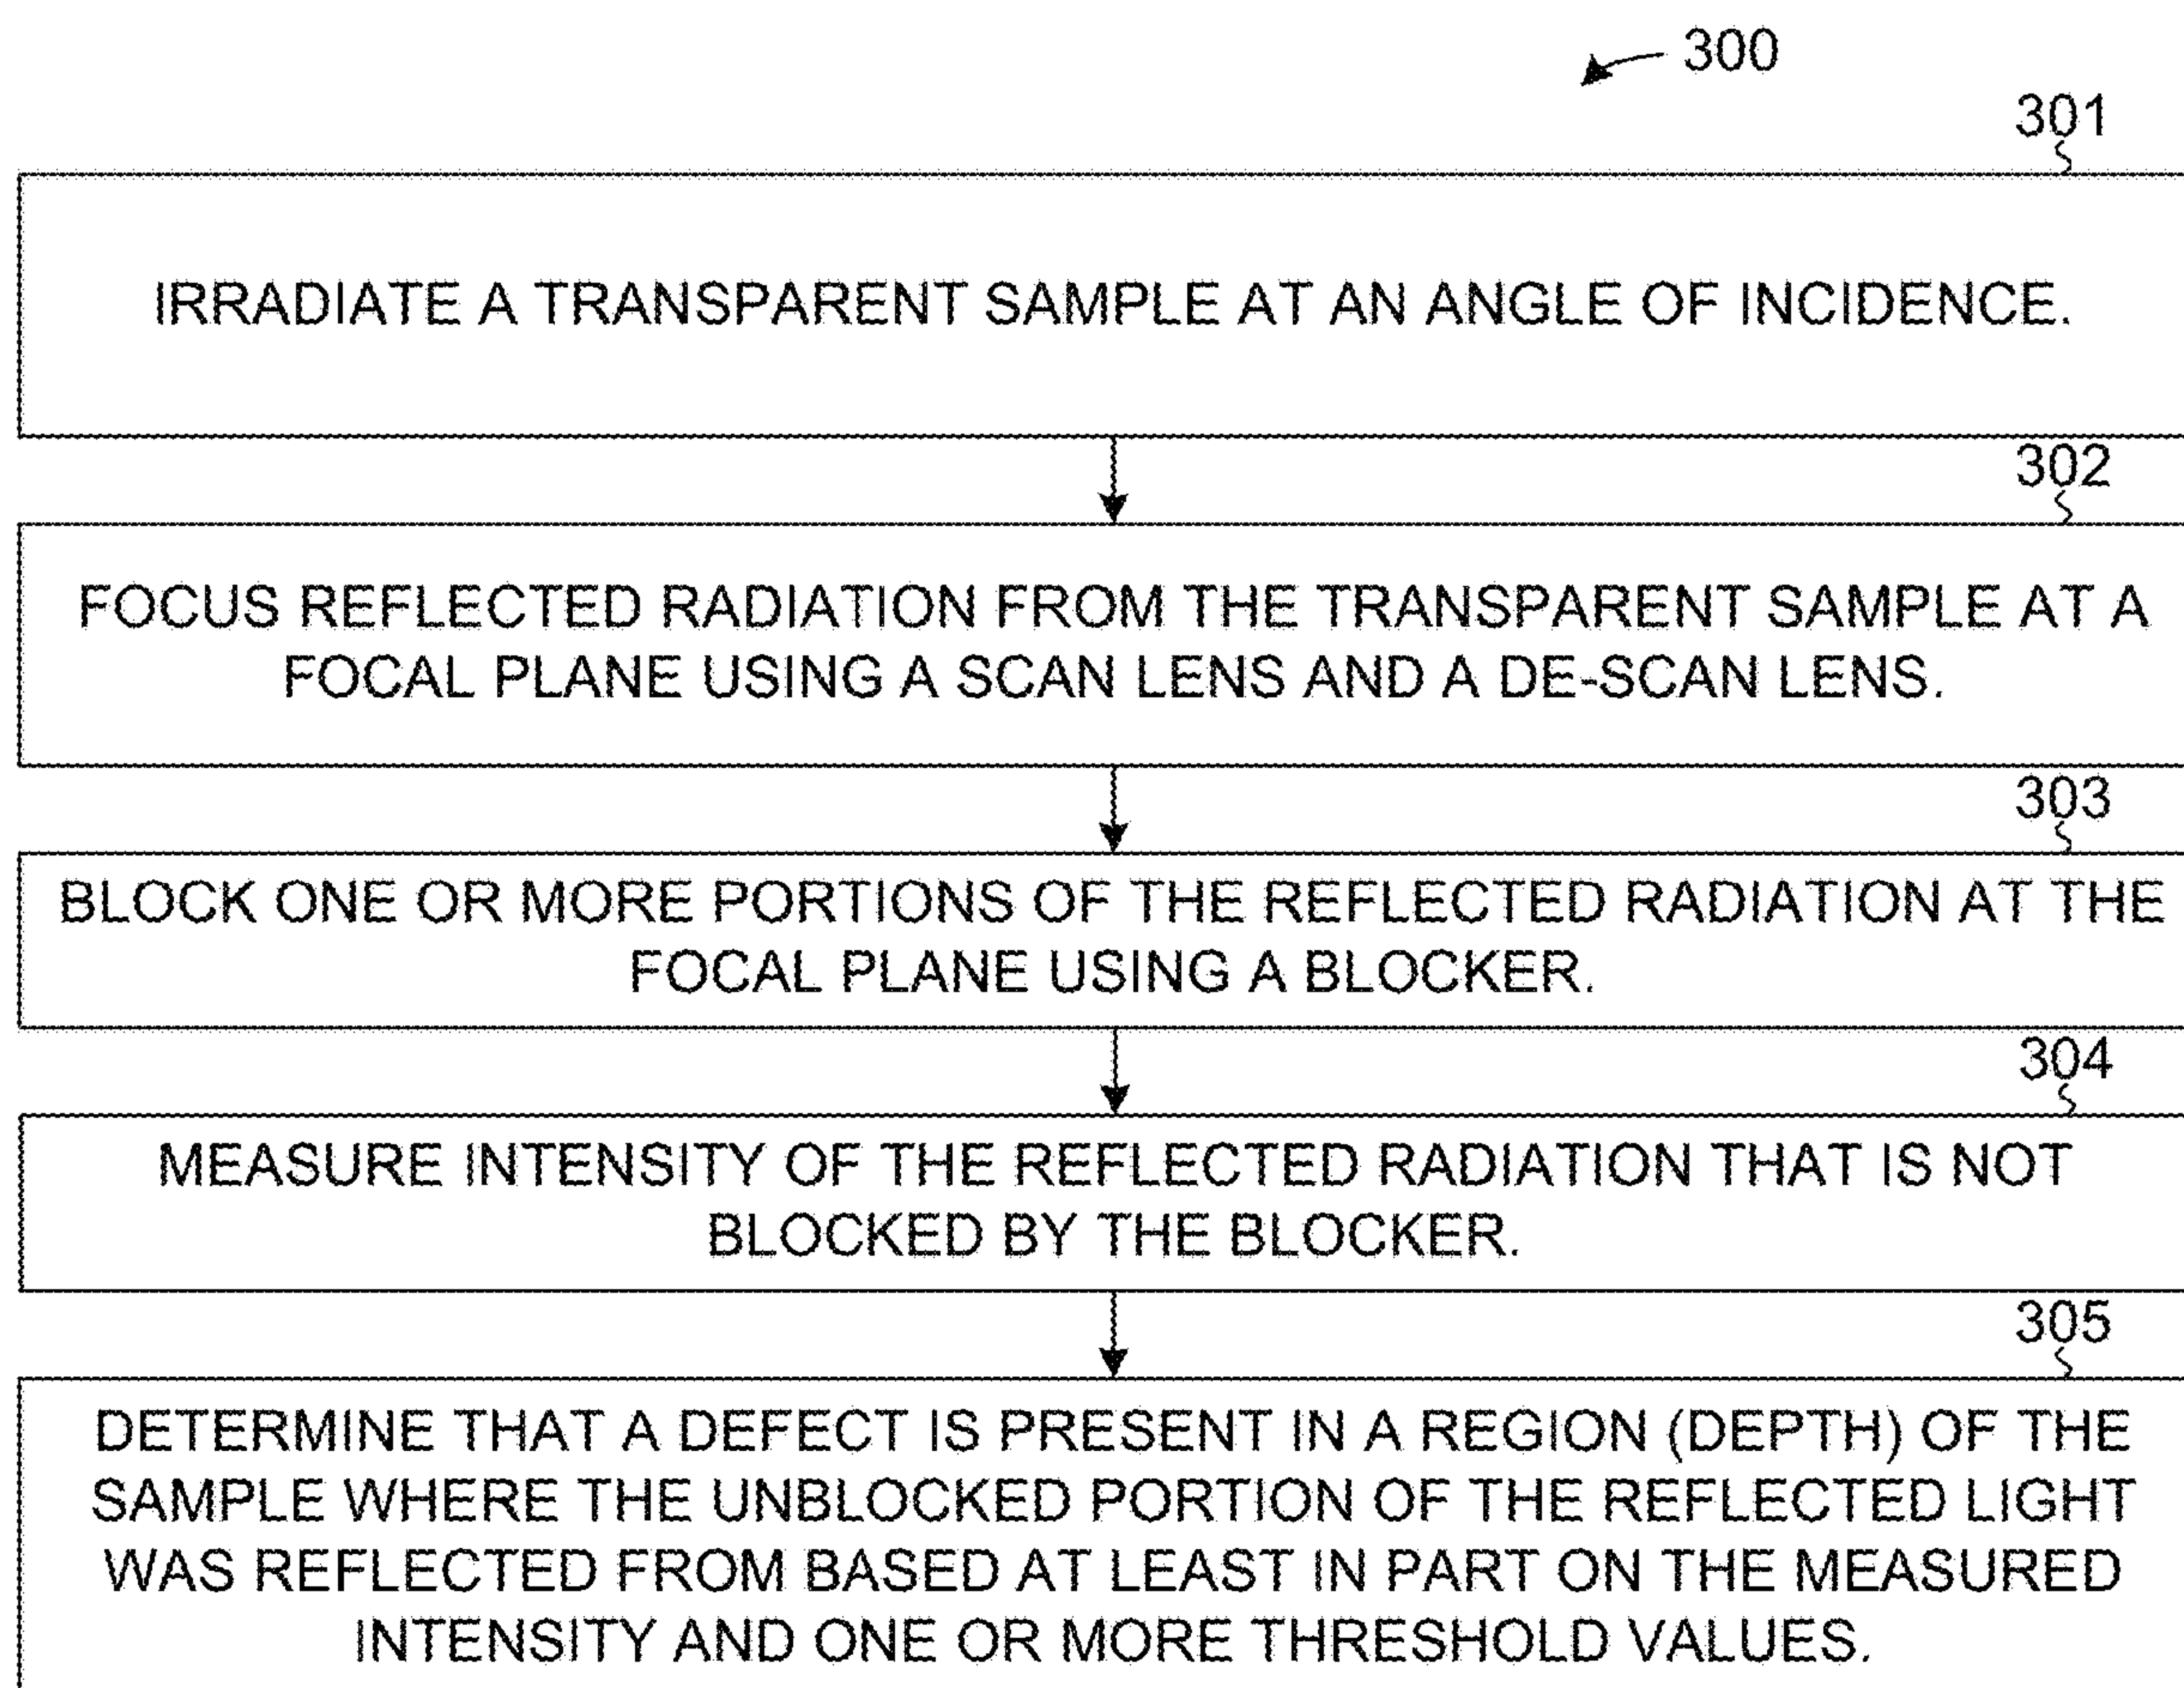 300
301
IRRADIATE A TRANSPARENT SAMPLE AT AN ANGLE OF INCIDENCE.
302
FOCUS REFLECTED RADIATION FROM THE TRANSPARENT SAMPLE AT A
FOCAL PLANE USING A SCAN LENS AND A DE-SCAN LENS.
303
BLOCK ONE OR MORE PORTIONS OF THE REFLECTED RADIATION AT THE
FOCAL PLANE USING A BLOCKER.
304
MEASURE INTENSITY OF THE REFLECTED RADIATION THAT IS NOT
BLOCKED BY THE BLOCKER.
305
DETERMINE THAT A DEFECT IS PRESENT IN A REGION (DEPTH) OF THE
SAMPLE WHERE THE UNBLOCKED PORTION OF THE REFLECTED LIGHT
WAS REFLECTED FROM BASED AT LEAST IN PART ON THE MEASURED
INTENSITY AND ONE OR MORE THRESHOLD VALUES.